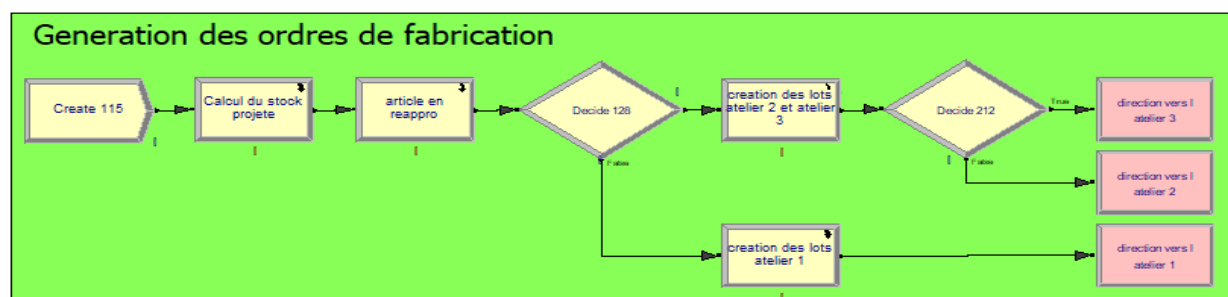 Generation des ordres de fabrication
Create 115
Calcul du stock
projete
article en
reappro
Decide 128
creation des lots
atelier 2 et atelier
3
Decide 212
True
direction vers l
atelier 3
False
False
direction vers l
atelier 2
creation des lots
atelier 1
direction vers l
atelier 1